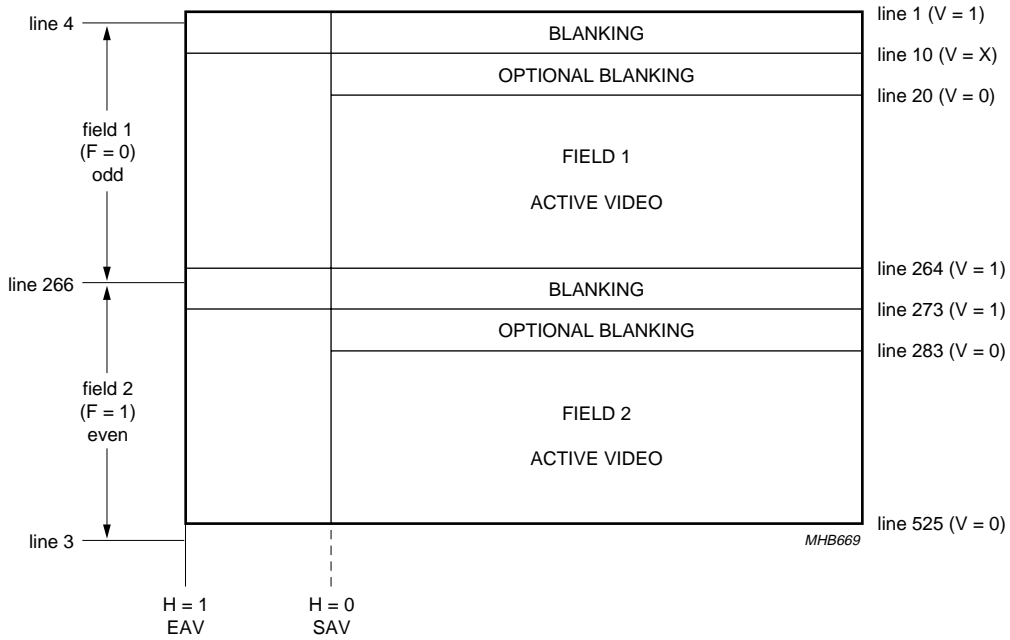 line 4
line 1 (V = 1)
BLANKING
line 10 (V = X)
OPTIONAL BLANKING
line 20 (V = 0)
field 1
(F = 0)
odd
FIELD 1
ACTIVE VIDEO
line 266
line 264 (V = 1)
BLANKING
line 273 (V = 1)
OPTIONAL BLANKING
line 283 (V = 0)
field 2
(F = 1)
even
FIELD 2
ACTIVE VIDEO
line 3
line 525 (V = 0)
MHB669
H = 1
EAV
H = 0
SAV